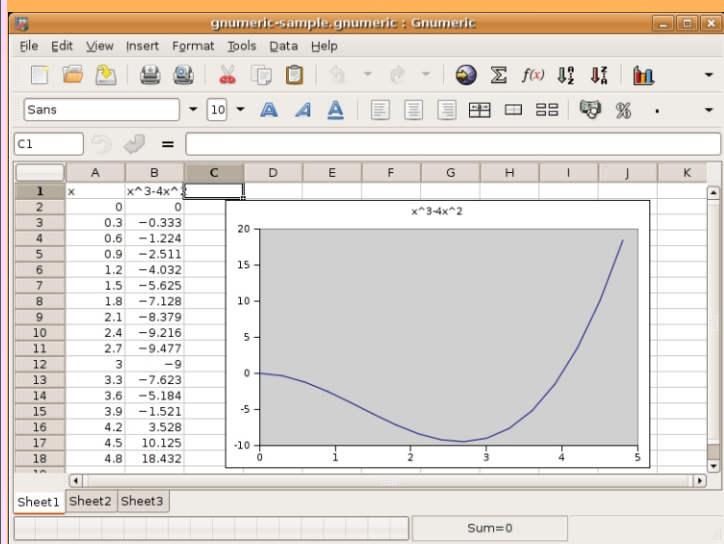 gnumeric-sample.gnumeric : Gnumeric
File Edit View Insert Format Tools Data Help
f(x)
Sans 10 A A A %
C1 =
A B C D E F G H I J K
1 x x^3-4x^
2 0 0
3 0.3 −0.333
4 0.6 −1.224
5 0.9 −2.511
6 1.2 −4.032
7 1.5 −5.625
8 1.8 −7.128
9 2.1 −8.379
10 2.4 −9.216
11 2.7 −9.477
12 3 −9
13 3.3 −7.623
14 3.6 −5.184
15 3.9 −1.521
16 4.2 3.528
17 4.5 10.125
18 4.8 18.432
x^3-4x^2
20
15
10
5
0
-5
-10
0 1 2 3 4 5
Sheet1 Sheet2 Sheet3
Sum=0